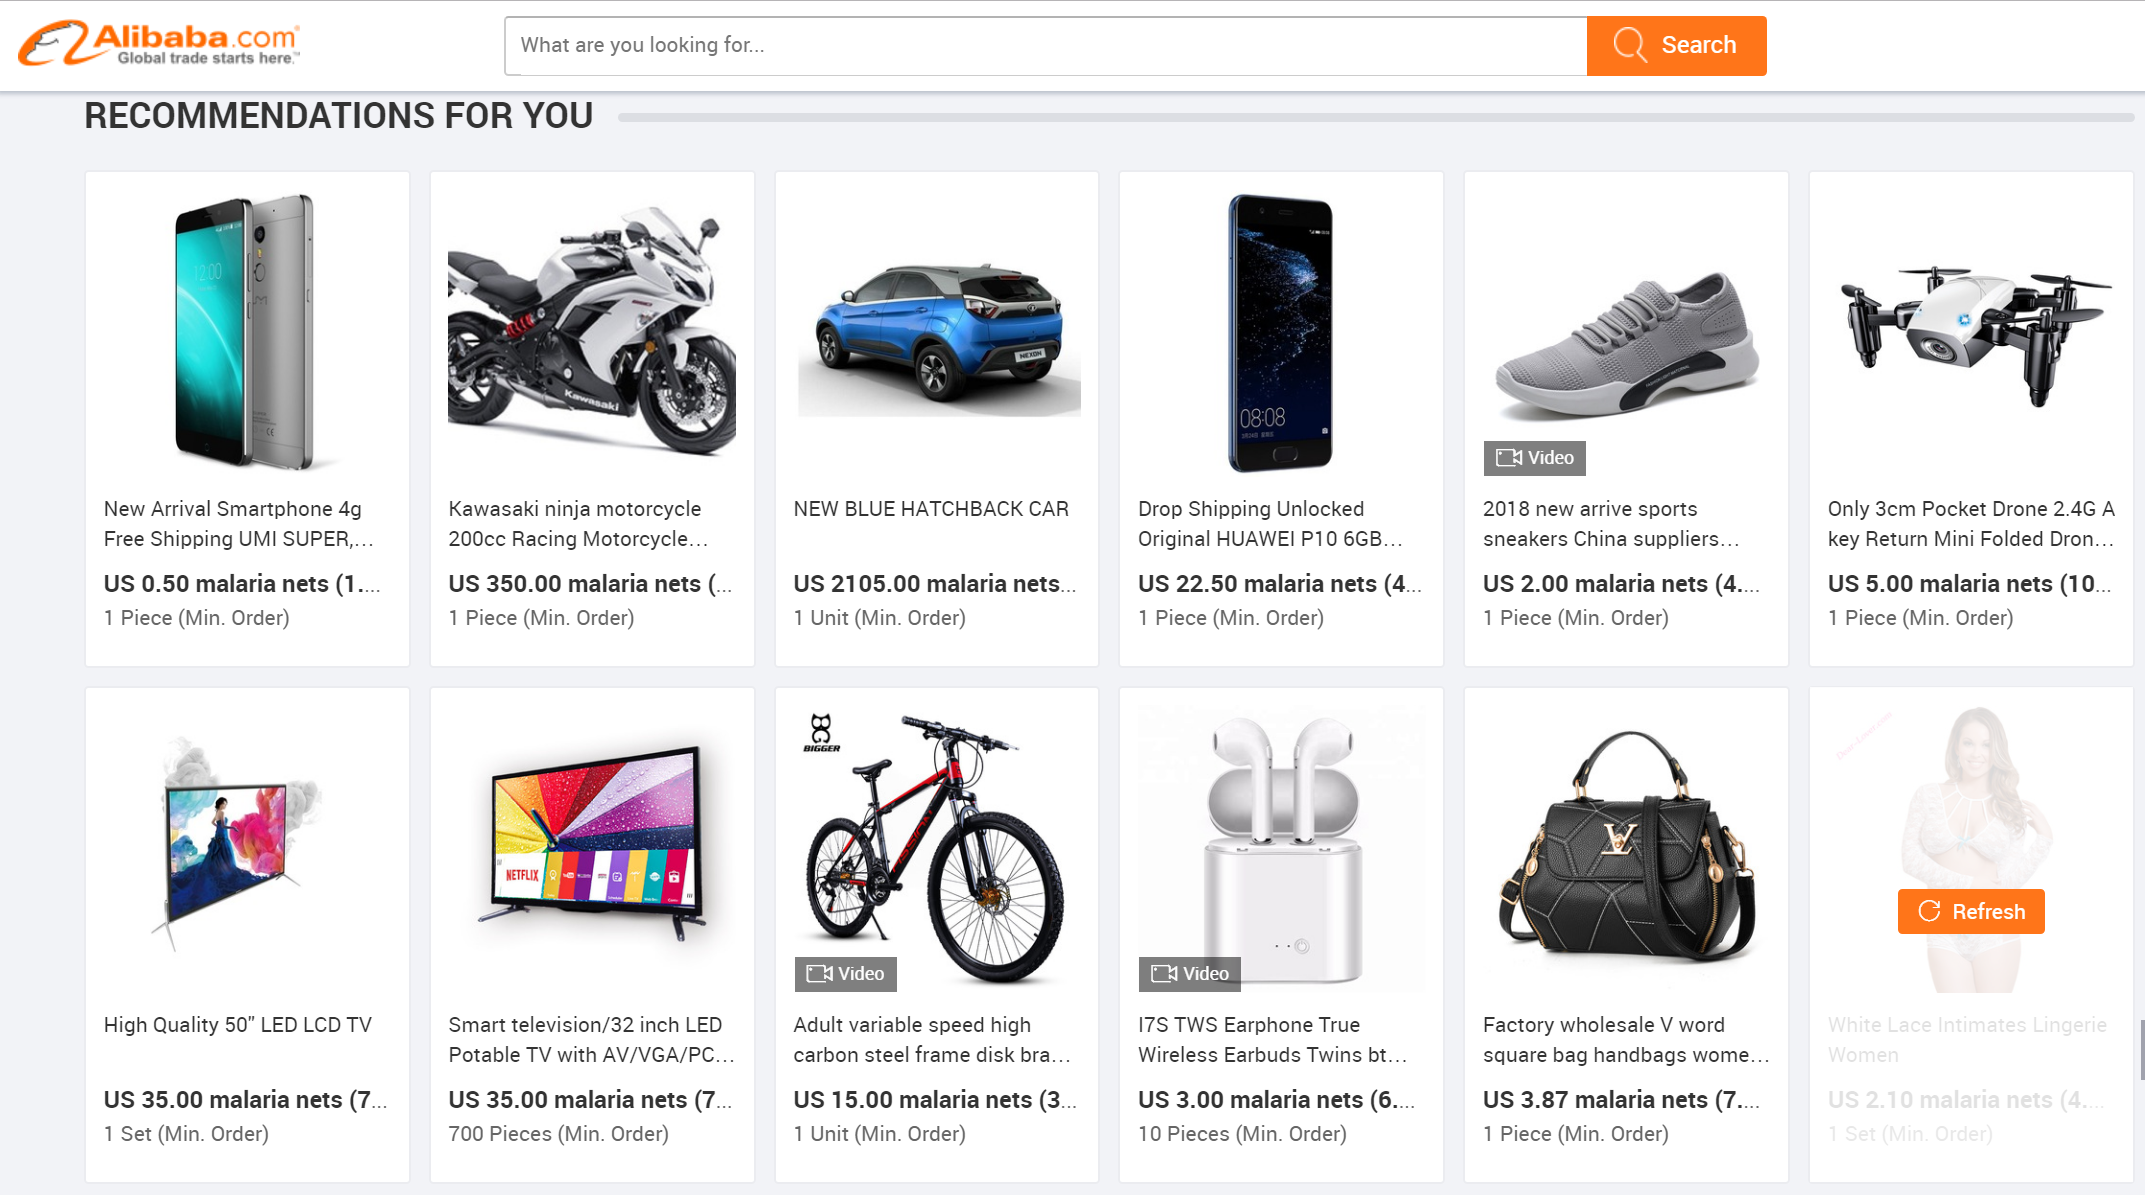 Alibaba.com
Global trade starts here.™
What are you looking for...
Search
RECOMMENDATIONS FOR YOU
New Arrival Smartphone 4g
Free Shipping UMI SUPER,...
US 0.50 malaria nets (1....
1 Piece (Min. Order)
Kawasaki
Kawasaki ninja motorcycle
200cc Racing Motorcycle...
US 350.00 malaria nets (...
1 Piece (Min. Order)
NEXON
NEW BLUE HATCHBACK CAR
US 2105.00 malaria nets...
1 Unit (Min. Order)
08:08
Drop Shipping Unlocked
Original HUAWEI P10 6GB...
US 22.50 malaria nets (4...
1 Piece (Min. Order)
Video
2018 new arrive sports
sneakers China suppliers...
US 2.00 malaria nets (4....
1 Piece (Min. Order)
Only 3cm Pocket Drone 2.4G A
key Return Mini Folded Dron...
US 5.00 malaria nets (10...
1 Piece (Min. Order)
High Quality 50" LED LCD TV
US 35.00 malaria nets (7...
1 Set (Min. Order)
NETFLIX
Smart television/32 inch LED
Potable TV with AV/VGA/PC...
US 35.00 malaria nets (7...
700 Pieces (Min. Order)
BIGGER
Video
Adult variable speed high
carbon steel frame disk bra...
US 15.00 malaria nets (3...
1 Unit (Min. Order)
Video
I7S TWS Earphone True
Wireless Earbuds Twins bt...
US 3.00 malaria nets (6....
10 Pieces (Min. Order)
Factory wholesale V word
square bag handbags wome...
US 3.87 malaria nets (7....
1 Piece (Min. Order)
Refresh
White Lace Intimates Lingerie
Women
US 2.10 malaria nets (4....
1 Set (Min. Order)